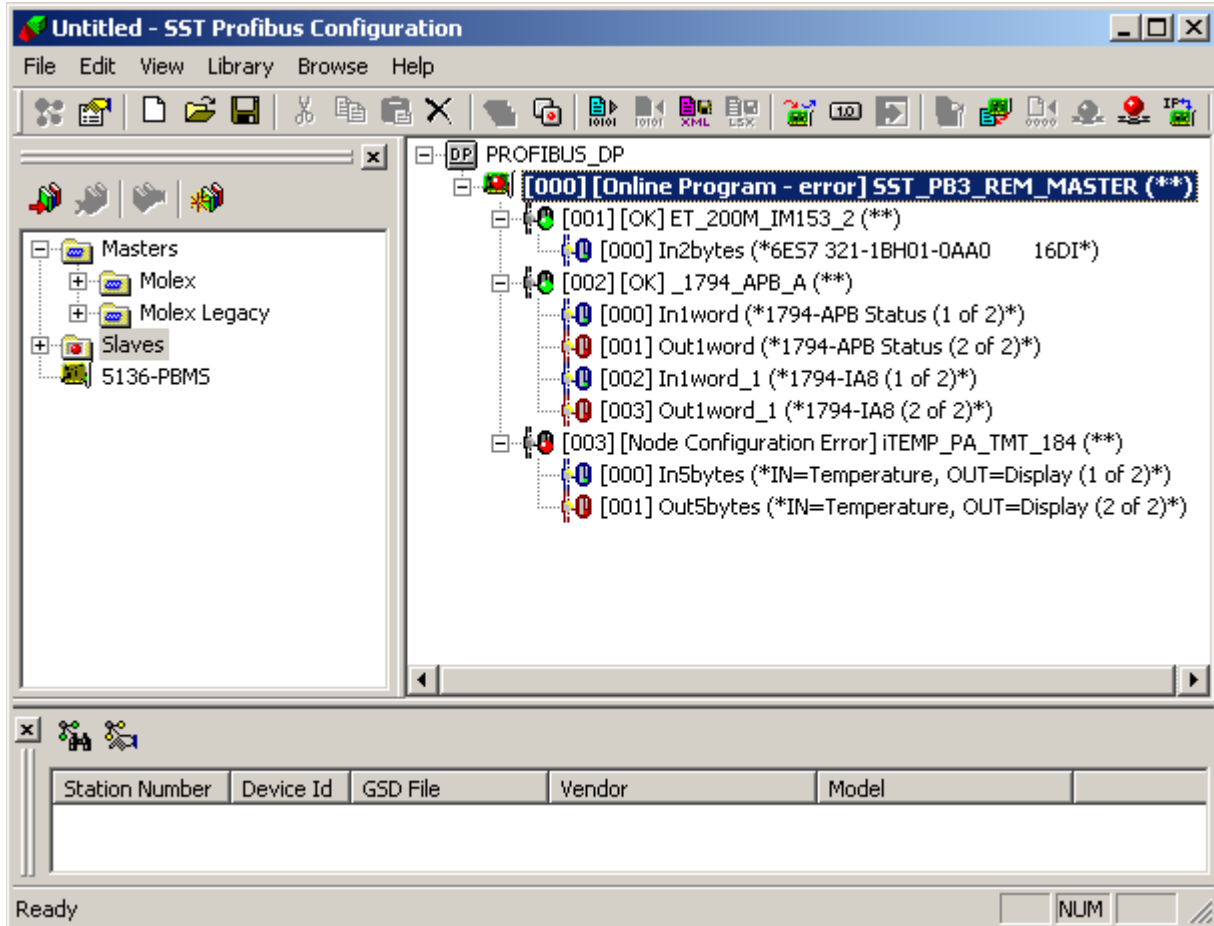 Untitled - SST Profibus Configuration
File Edit View Library Browse Help
PROFIBUS_DP
[000] [Online Program - error] SST_PB3_REM_MASTER (**)
[001] [OK] ET_200M_IM153_2 (**)
[000] In2bytes (*6ES7 321-1BH01-0AA0 16DI*)
[002] [OK] _1794_APB_A (**)
[000] In1word (*1794-APB Status (1 of 2)*)
[001] Out1word (*1794-APB Status (2 of 2)*)
[002] In1word_1 (*1794-IA8 (1 of 2)*)
[003] Out1word_1 (*1794-IA8 (2 of 2)*)
[003] [Node Configuration Error] iTEMP_PA_TMT_184 (**)
[000] In5bytes (*IN=Temperature, OUT=Display (1 of 2)*)
[001] Out5bytes (*IN=Temperature, OUT=Display (2 of 2)*)
Masters
Molex
Molex Legacy
Slaves
5136-PBMS
Station Number Device Id GSD File Vendor Model
Ready NUM